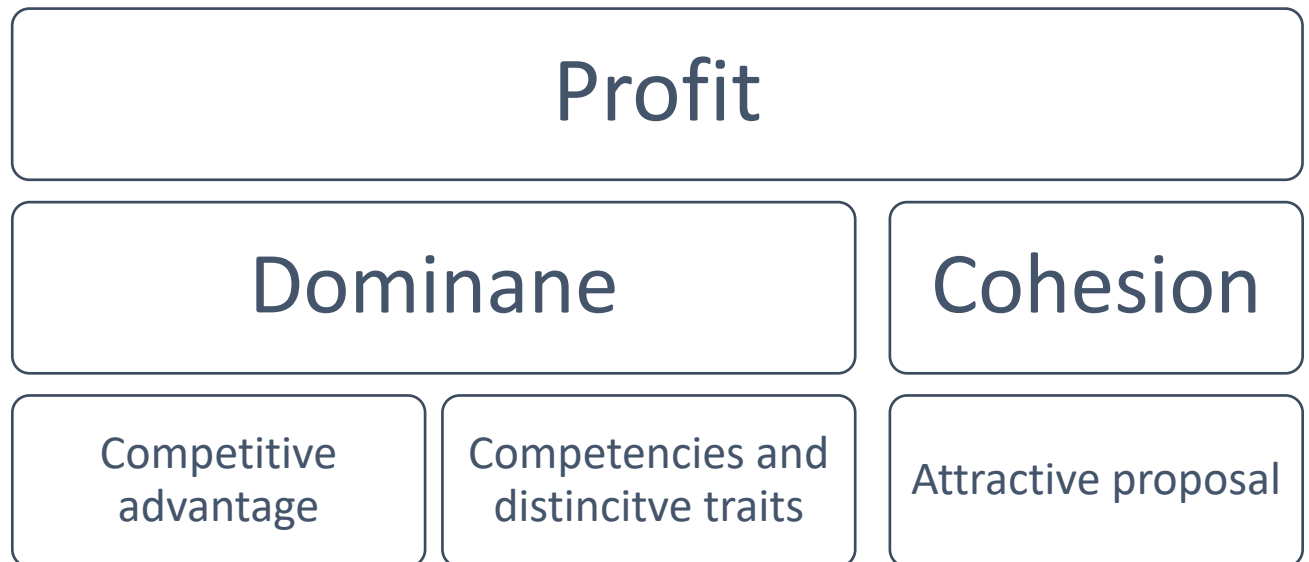 Profit
Dominane
Cohesion
Competitive
advantage
Competencies and
distincitve traits
Attractive proposal